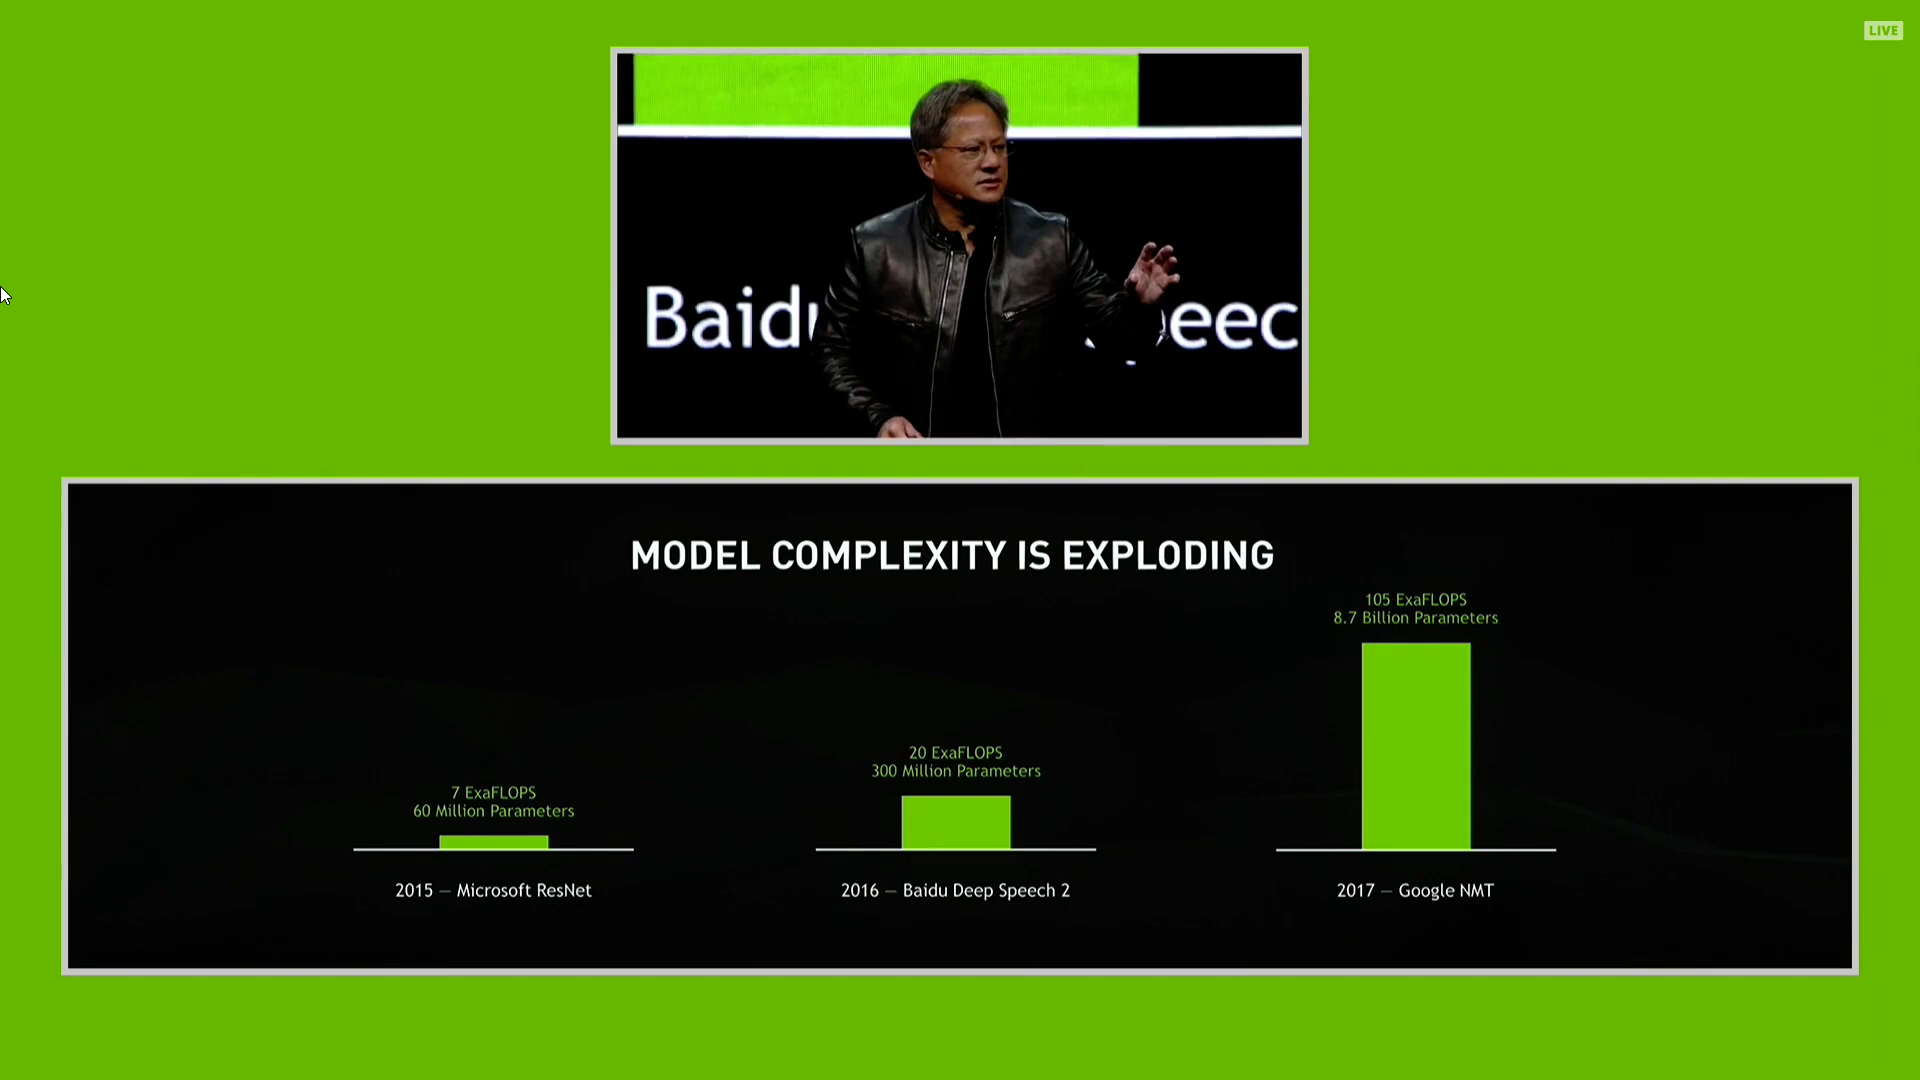 LIVE
Baidu eec
MODEL COMPLEXITY IS EXPLODING
105 ExaFLOPS
8.7 Billion Parameters
20 ExaFLOPS
300 Million Parameters
7 ExaFLOPS
60 Million Parameters
2015 — Microsoft ResNet
2016 — Baidu Deep Speech 2
2017 — Google NMT